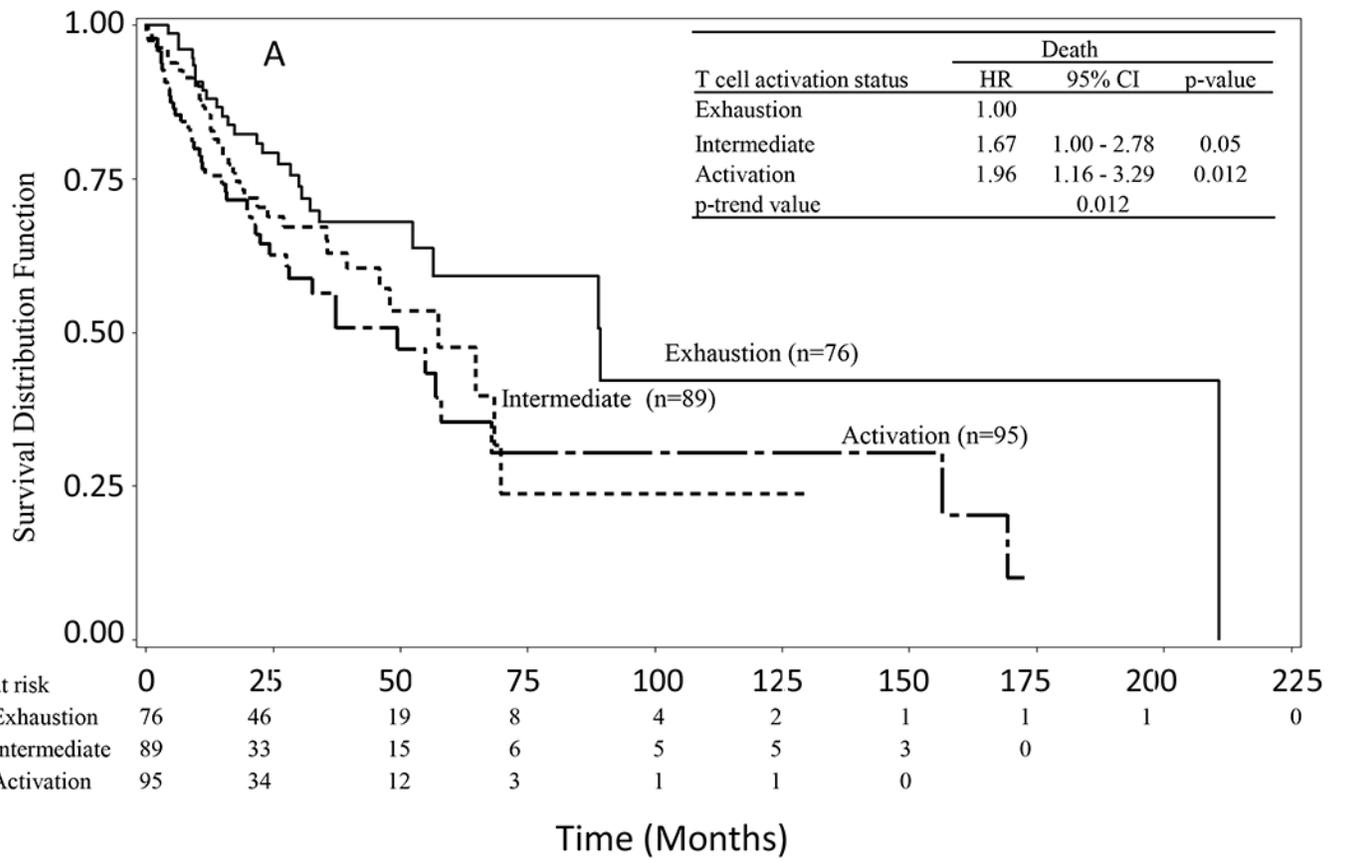 A
Death
T cell activation status HR 95% CI p-value
Exhaustion 1.00
Intermediate 1.67 1.00 - 2.78 0.05
Activation 1.96 1.16 - 3.29 0.012
p-trend value 0.012
Survival Distribution Function
1.00
0.75
0.50
0.25
0.00
Exhaustion (n=76)
Intermediate (n=89)
Activation (n=95)
0 25 50 75 100 125 150 175 200 225
t risk
Exhaustion 76 46 19 8 4 2 1 1 1 0
ntermediate 89 33 15 6 5 5 3 0
Activation 95 34 12 3 1 1 0
Time (Months)